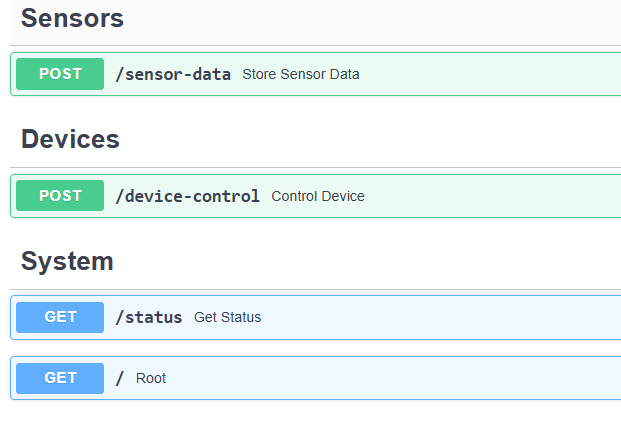 Sensors
POST /sensor-data Store Sensor Data
Devices
POST /device-control Control Device
System
GET /status Get Status
GET / Root